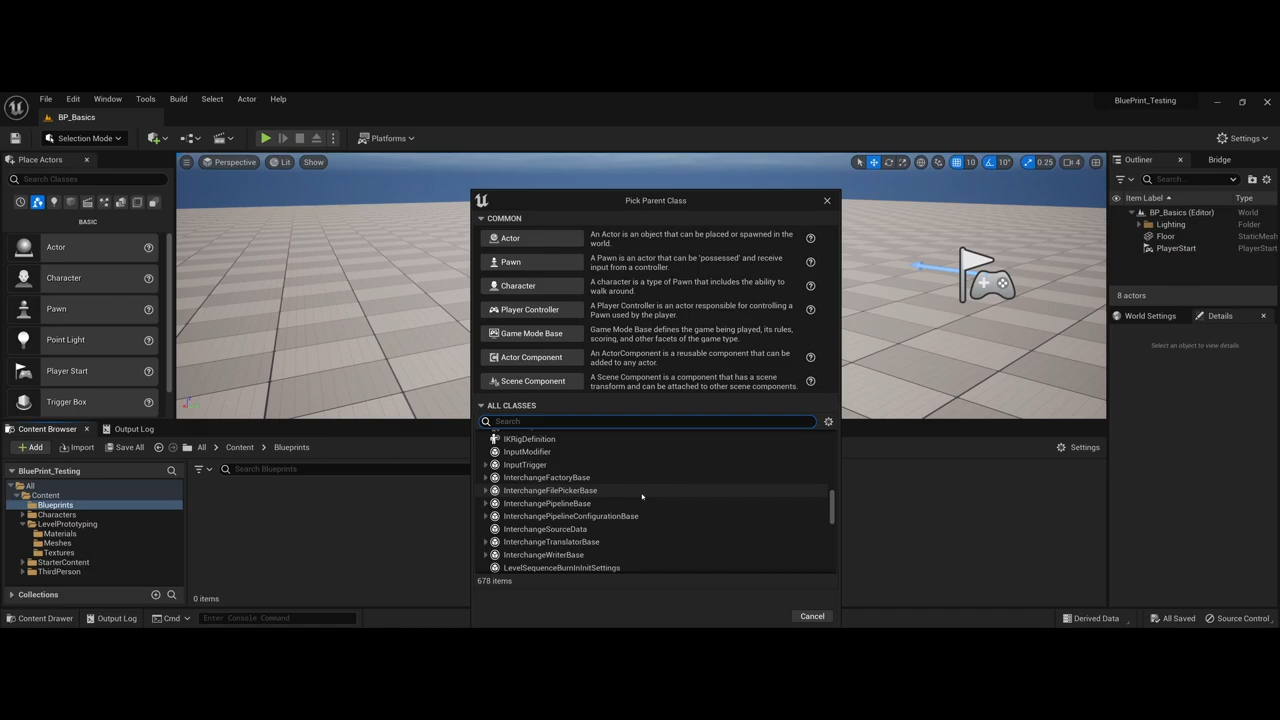 File Edit Window Tools Build Select Actor Help
BluePrint_Testing
BP_Basics
Selection Mode
Platforms
Settings
Place Actors
Search Classes
BASIC
Actor
Character
Pawn
Point Light
Player Start
Trigger Box
Perspective Lit Show
10 10° 0.25 4
Pick Parent Class
COMMON
Actor
An Actor is an object that can be placed or spawned in the
world.
Pawn
A Pawn is an actor that can be 'possessed' and receive
input from a controller.
Character
A character is a type of Pawn that includes the ability to
walk around.
Player Controller
A Player Controller is an actor responsible for controlling a
Pawn used by the player.
Game Mode Base
Game Mode Base defines the game being played, its rules,
scoring, and other facets of the game type.
Actor Component
An ActorComponent is a reusable component that can be
added to any actor.
Scene Component
A Scene Component is a component that has a scene
transform and can be attached to other scene components.
ALL CLASSES
Search
IKRigDefinition
InputModifier
InputTrigger
InterchangeFactoryBase
InterchangeFilePickerBase
InterchangePipelineBase
InterchangePipelineConfigurationBase
InterchangeSourceData
InterchangeTranslatorBase
InterchangeWriterBase
LevelSequenceBurnInInitSettings
678 items
Cancel
Outliner
Bridge
Search...
Item Label Type
BP_Basics (Editor) World
Lighting Folder
Floor StaticMesh
PlayerStart PlayerStart
8 actors
World Settings
Details
Select an object to view details.
Content Browser
Output Log
Add Import Save All All Content Blueprints
Settings
BluePrint_Testing
Search Blueprints
All
Content
Blueprints
Characters
LevelPrototyping
Materials
Meshes
Textures
StarterContent
ThirdPerson
Collections
0 items
Content Drawer Output Log Cmd Enter Console Command
Derived Data All Saved Source Control